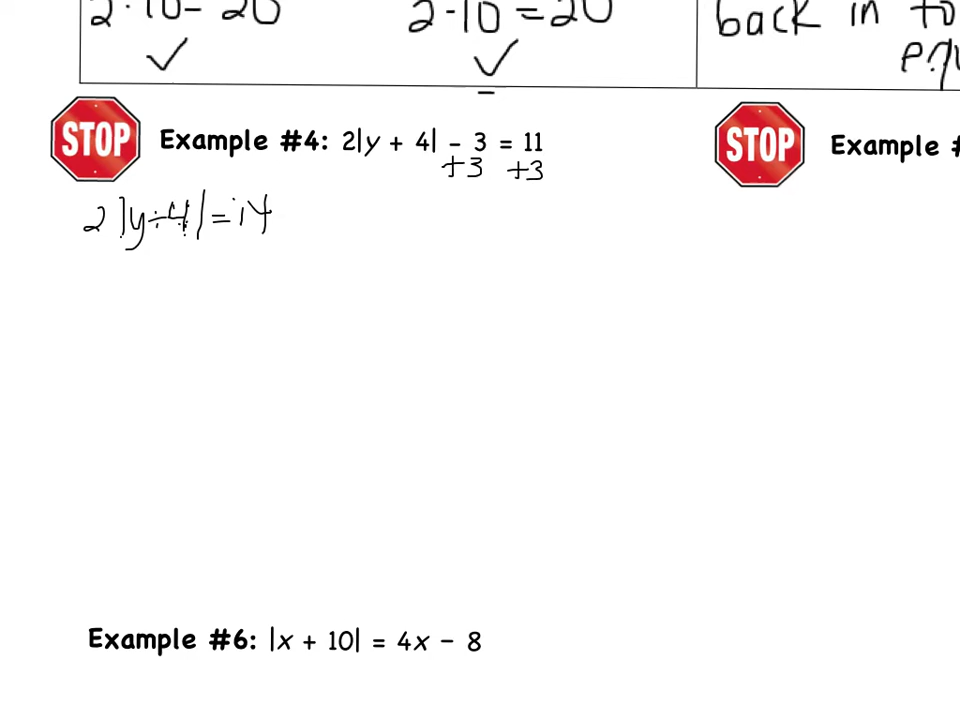 2 · 10 = 20 2 · 10 = 20 back in to
✓ ✓
STOP Example #4: 2|y + 4| - 3 = 11 STOP Example #
+3 +3
2|y+4|=14
Example #6: |x + 10| = 4x - 8